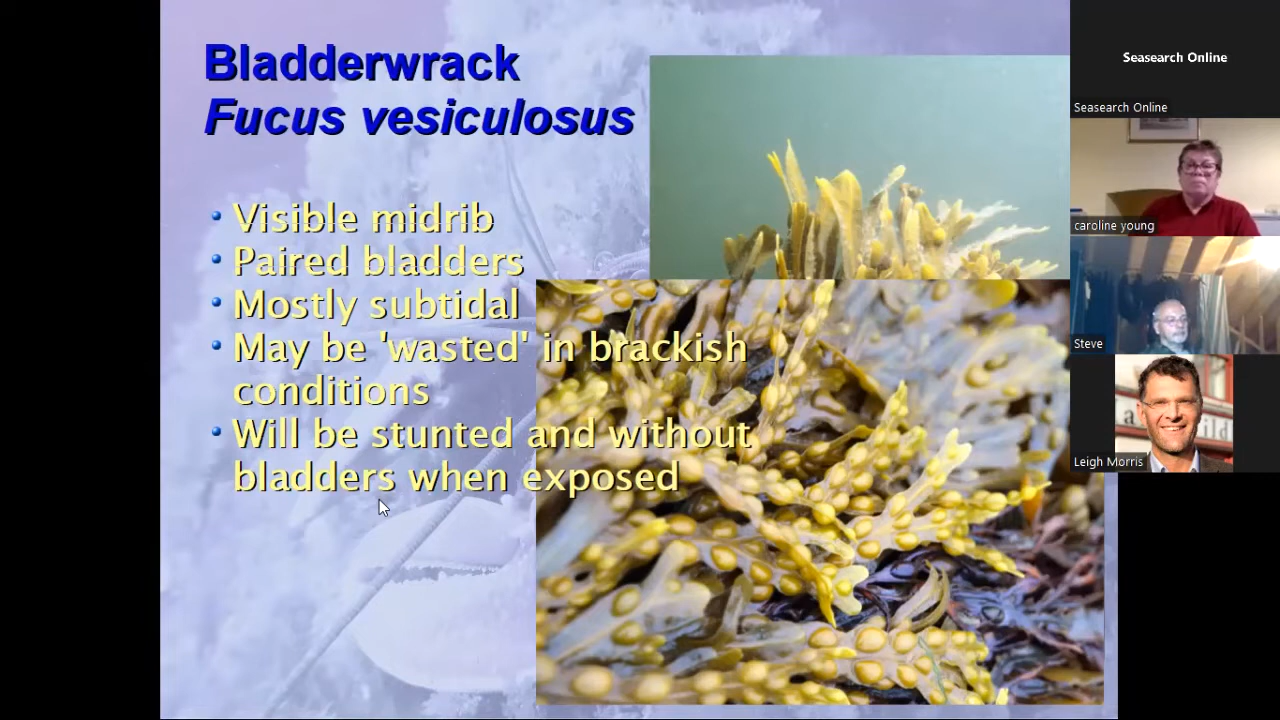 Bladderwrack
Fucus vesiculosus
Visible midrib
Paired bladders
Mostly subtidal
May be 'wasted' in brackish
conditions
Will be stunted and without
bladders when exposed
Seasearch Online
Seasearch Online
caroline young
Steve
Leigh Morris